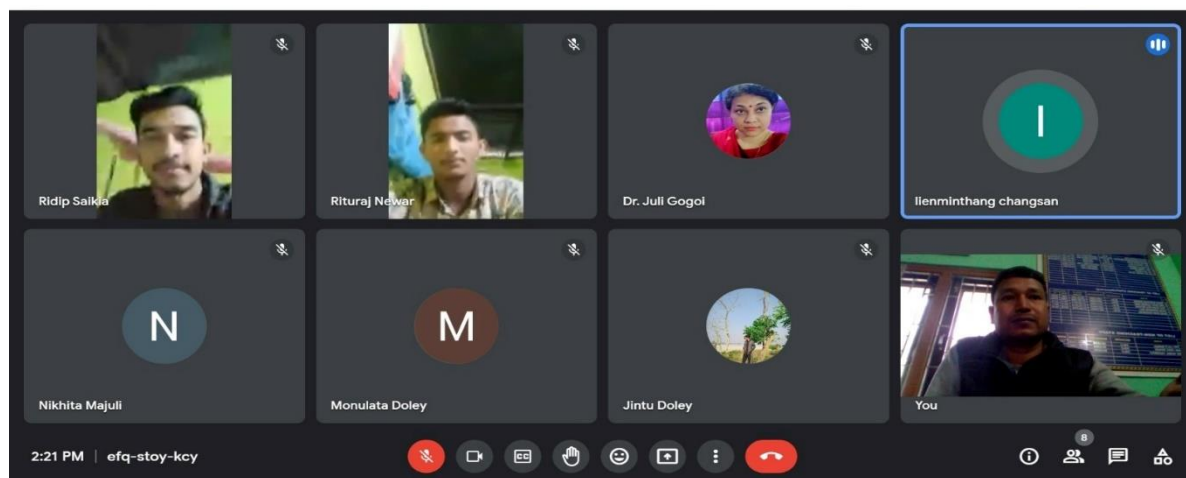 Ridip Saikia
Rituraj Newar
Dr. Juli Gogoi
I
lienminthang changsan
N
Nikhita Majuli
M
Monulata Doley
Jintu Doley
You
2:21 PM | efq-stoy-kcy
CC
8